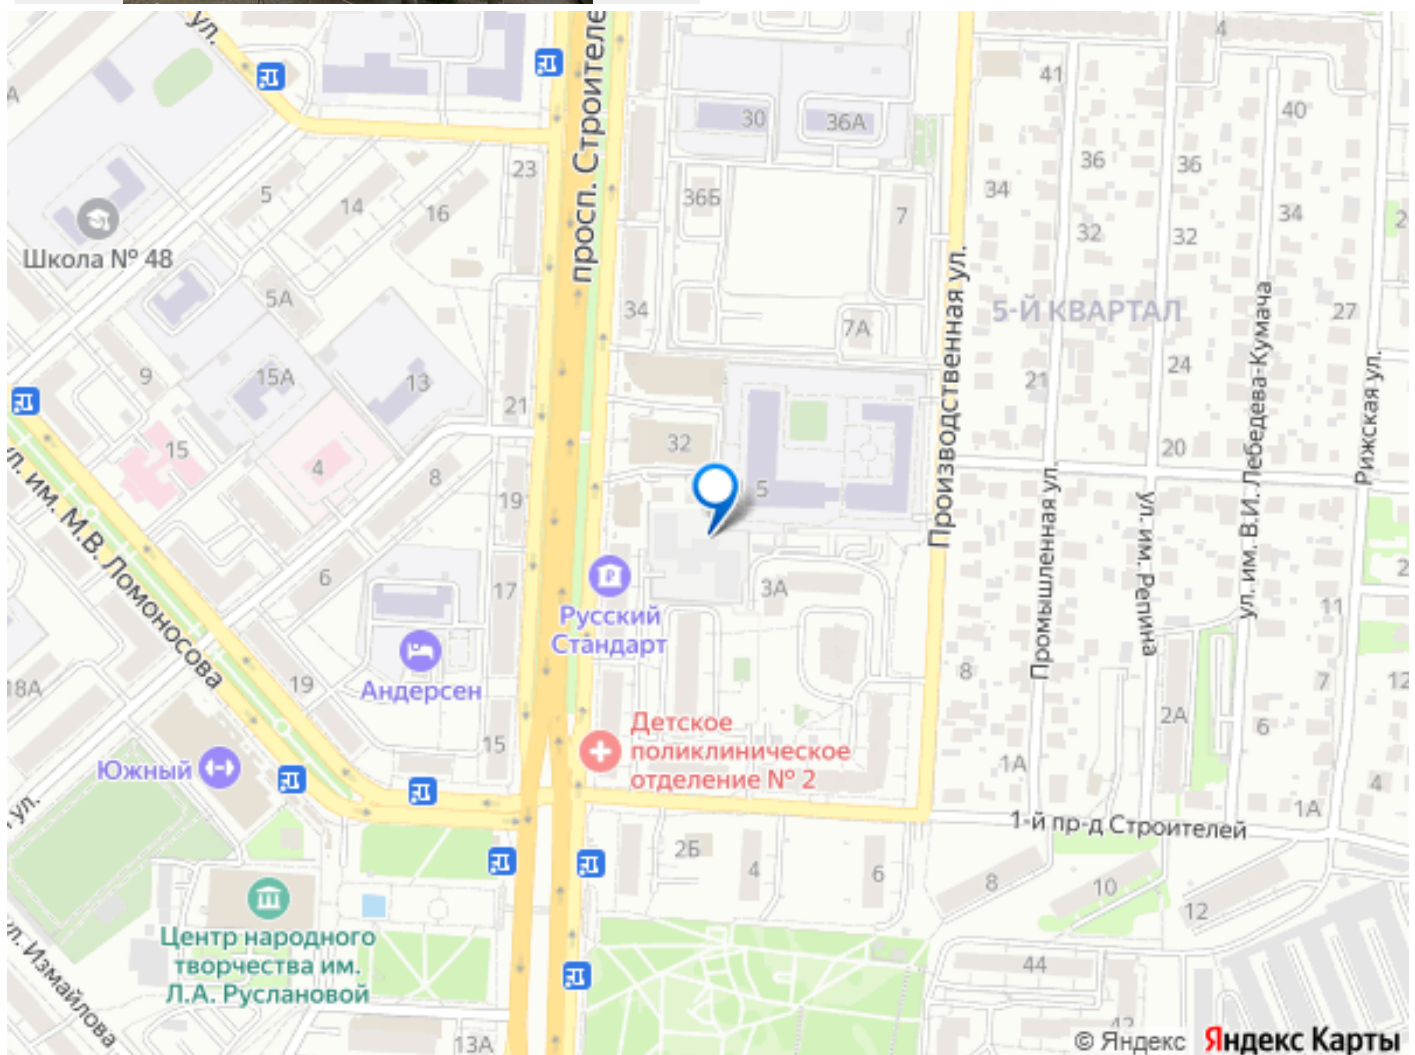 ул.
просп. Строителе
4
41
А
30
36А
40
23
36
36
5
14
34
16
36Б
7
34
32
32
Школа № 48
5А
34
7А
5-Й КВАРТАЛ
27
9
15А
13
21
24
21
32
15
4
8
20
19
5
Производственная ул.
Промышленная ул.
ул. им. Репина
ул. им. В.И. Лебедева-Кумача
Рижская ул.
ул. им. М.В. Ломоносова
6
17
3А
Русский
Стандарт
11
2
18А
19
Андерсен
8
7
12
15
2А
6
Детское
поликлиническое
отделение № 2
Южный
1А
4
1А
ул.
1-й пр-д Строителей
2Б
4
6
8
10
12
Центр народного
творчества им.
Л.А. Руслановой
ул. Измайлова
44
13А
© Яндекс
Яндекс Карты